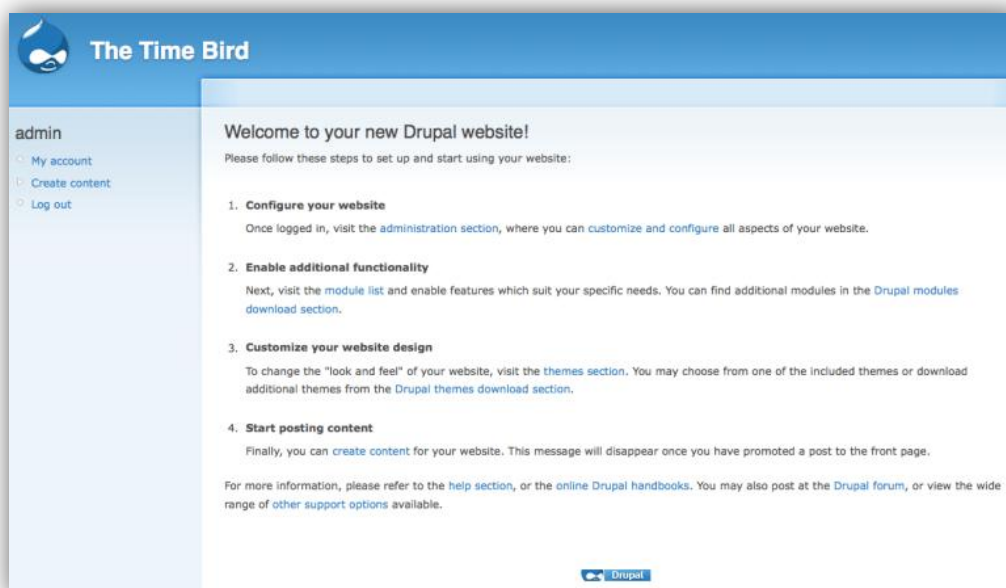 The Time Bird
admin
My account
Create content
Log out
Welcome to your new Drupal website!
Please follow these steps to set up and start using your website:
1. Configure your website
Once logged in, visit the administration section, where you can customize and configure all aspects of your website.
2. Enable additional functionality
Next, visit the module list and enable features which suit your specific needs. You can find additional modules in the Drupal modules
download section.
3. Customize your website design
To change the "look and feel" of your website, visit the themes section. You may choose from one of the included themes or download
additional themes from the Drupal themes download section.
4. Start posting content
Finally, you can create content for your website. This message will disappear once you have promoted a post to the front page.
For more information, please refer to the help section, or the online Drupal handbooks. You may also post at the Drupal forum, or view the wide
range of other support options available.
Drupal